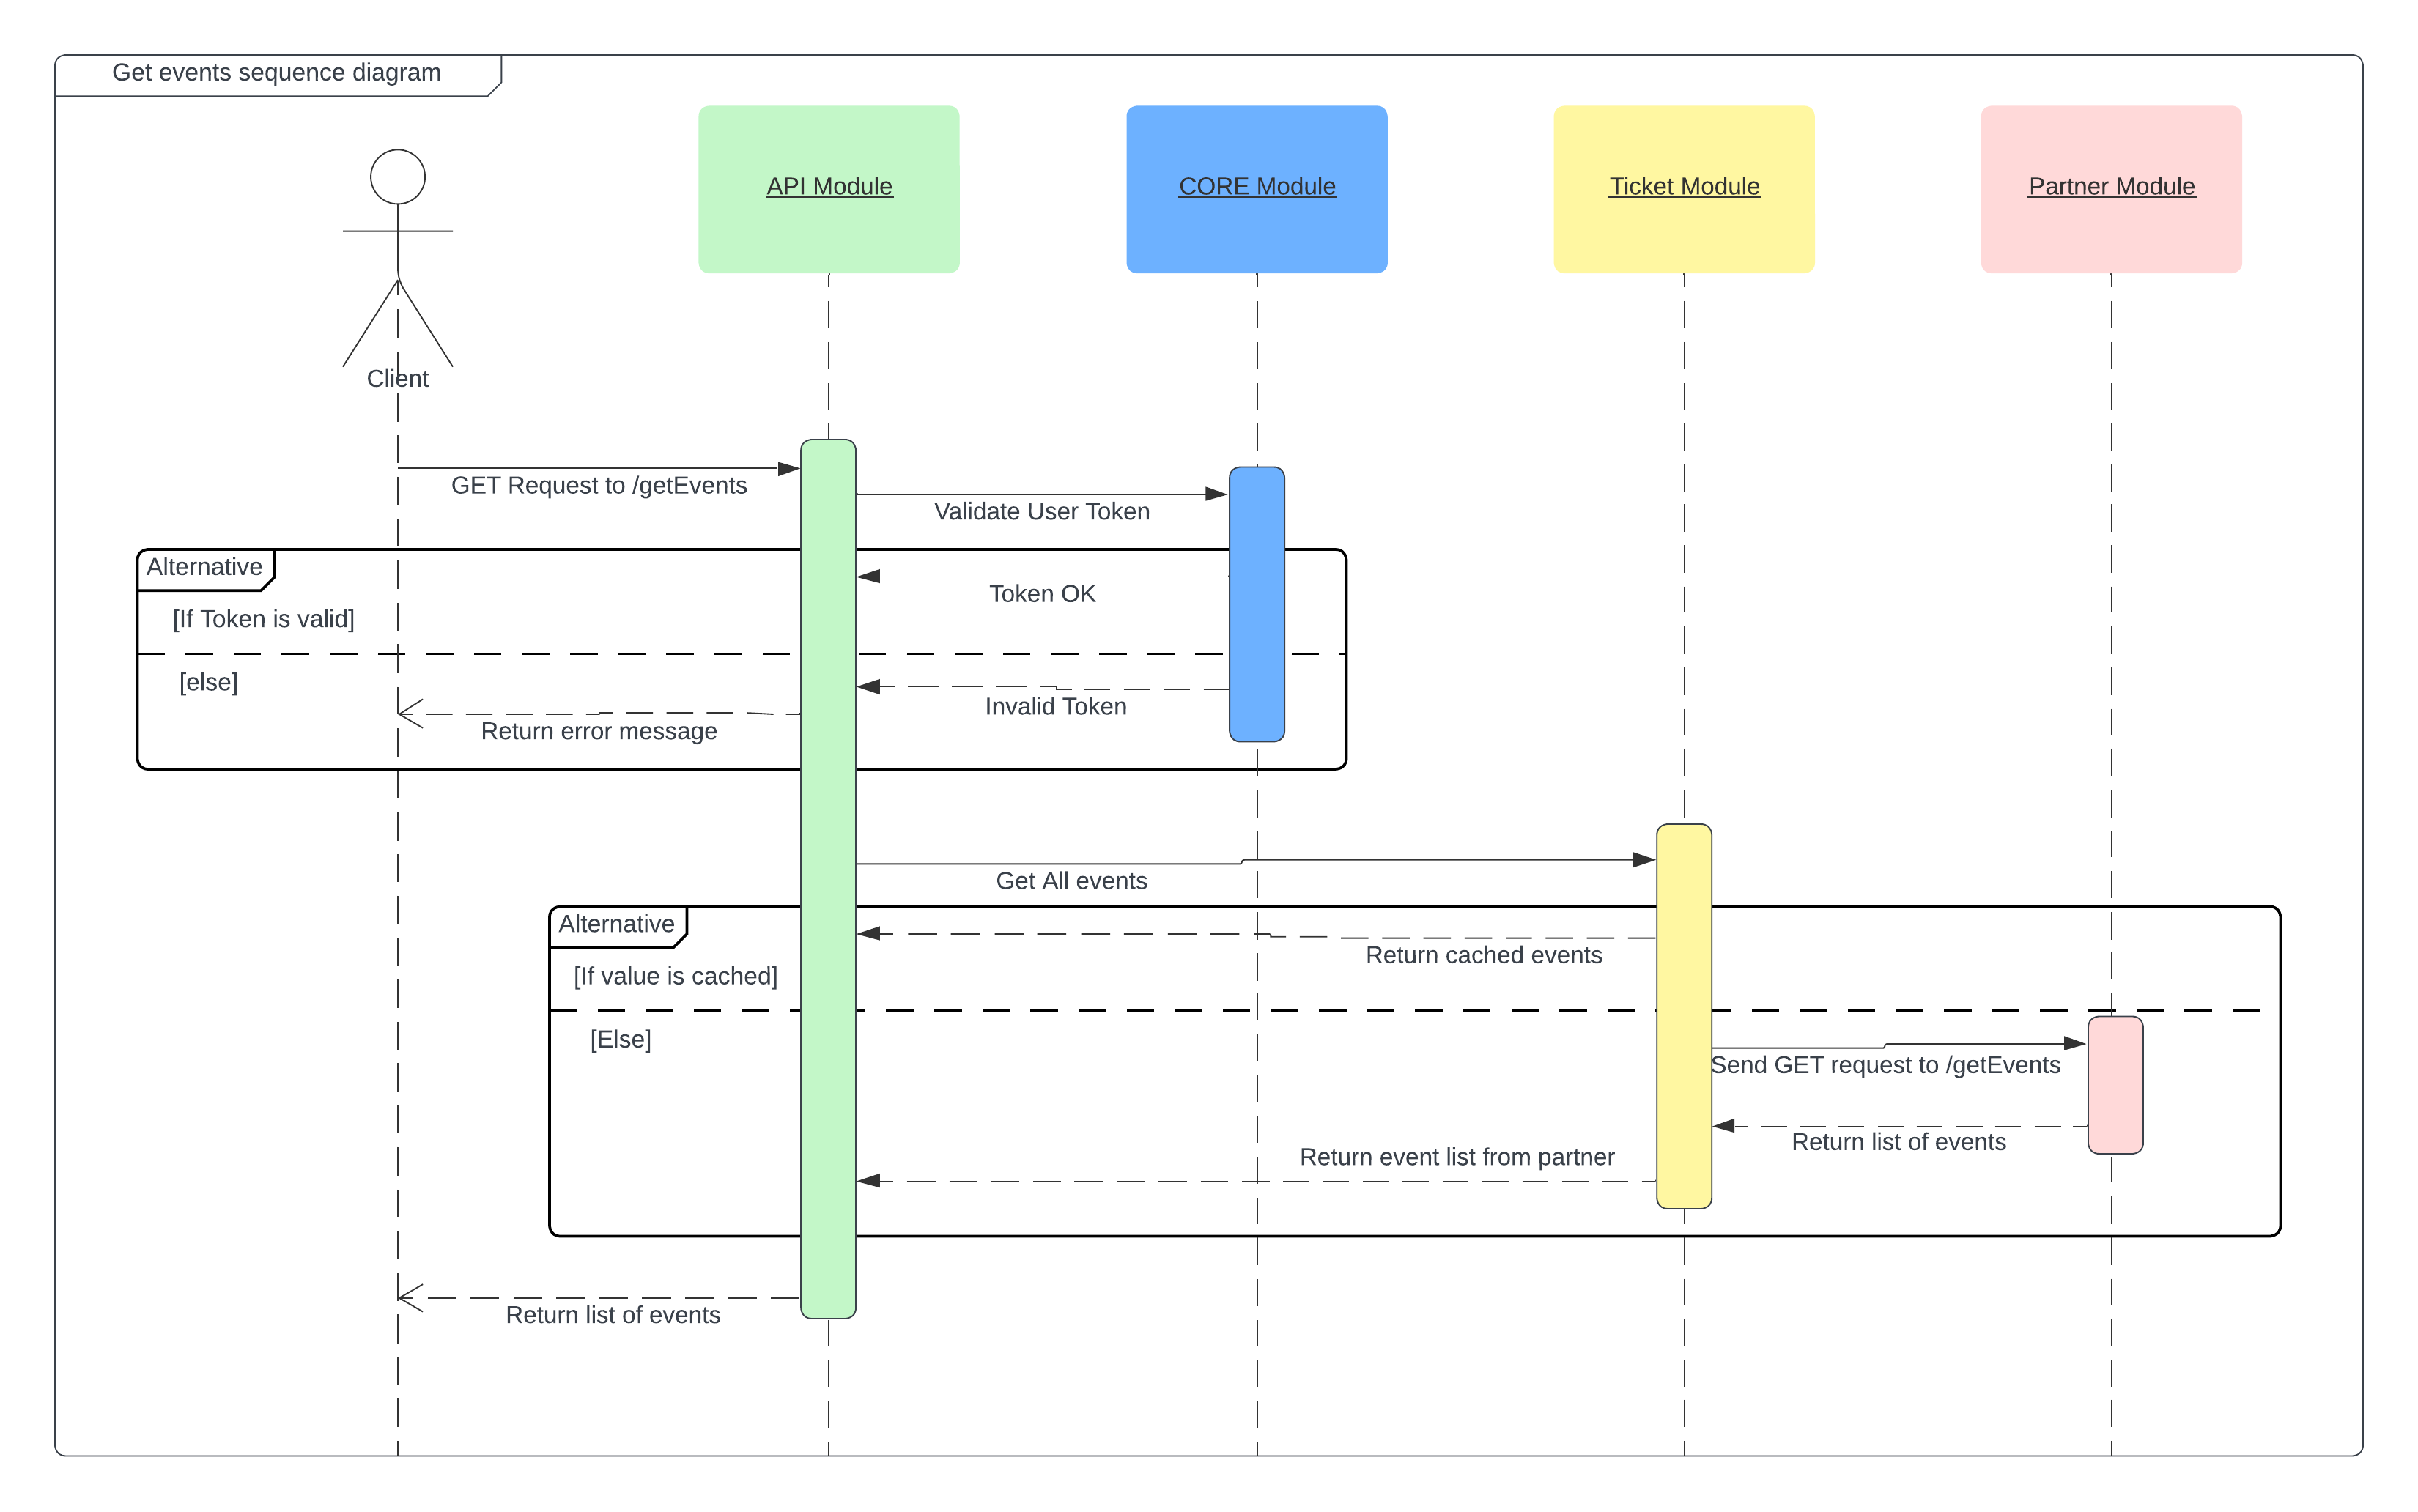 Get events sequence diagram
API Module
CORE Module
Ticket Module
Partner Module
Client
GET Request to /getEvents
Validate User Token
Alternative
Token OK
[If Token is valid]
[else]
Invalid Token
Return error message
Get All events
Alternative
Return cached events
[If value is cached]
[Else]
Send GET request to /getEvents
Return list of events
Return event list from partner
Return list of events